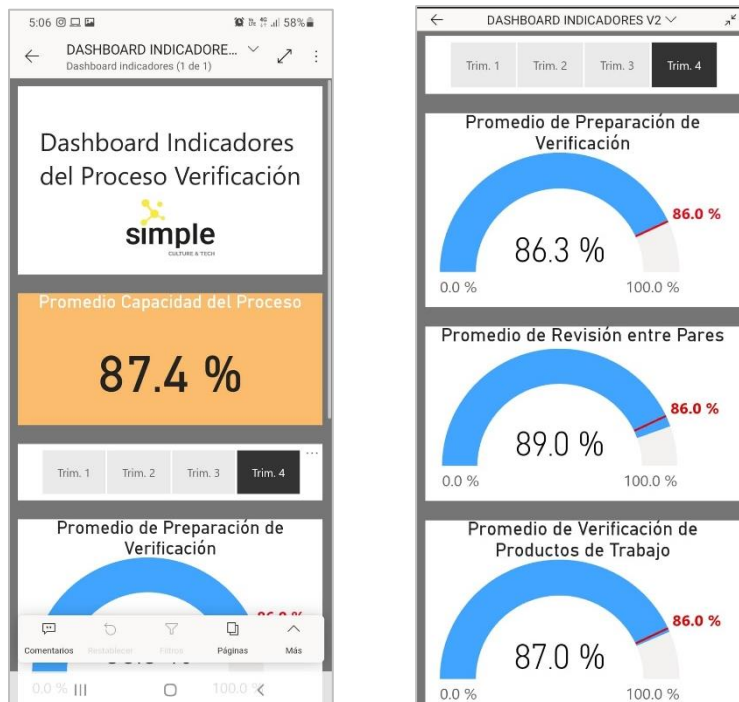 5:06 58%
DASHBOARD INDICADORE...
Dashboard indicadores (1 de 1)
Dashboard Indicadores
del Proceso Verificación
simple
CULTURE & TECH
Promedio Capacidad del Proceso
87.4 %
Trim. 1 Trim. 2 Trim. 3 Trim. 4
Promedio de Preparación de
Verificación
Comentarios Restablecer Filtros Páginas Más
0.0 % 100.0 %
DASHBOARD INDICADORES V2
Trim. 1 Trim. 2 Trim. 3 Trim. 4
Promedio de Preparación de
Verificación
86.0 %
86.3 %
0.0 % 100.0 %
Promedio de Revisión entre Pares
86.0 %
89.0 %
0.0 % 100.0 %
Promedio de Verificación de
Productos de Trabajo
86.0 %
87.0 %
0.0 % 100.0 %